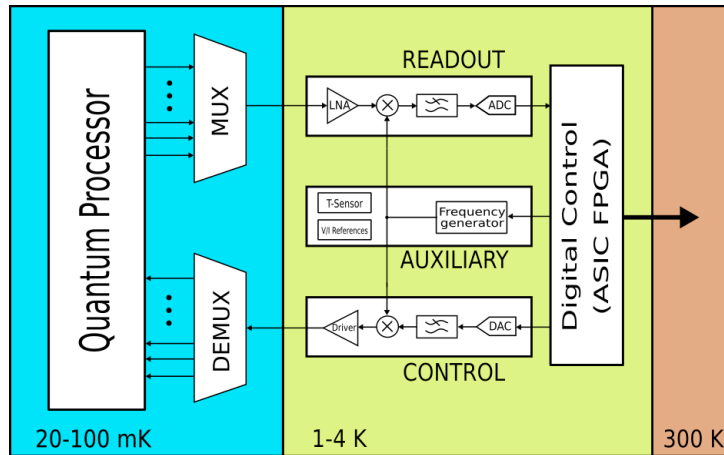 Quantum Processor
MUX
DEMUX
20-100 mK
READOUT
LNA
ADC
T-Sensor
V/I References
Frequency
generator
AUXILIARY
Driver
DAC
CONTROL
1-4 K
Digital Control
(ASIC FPGA)
300 K